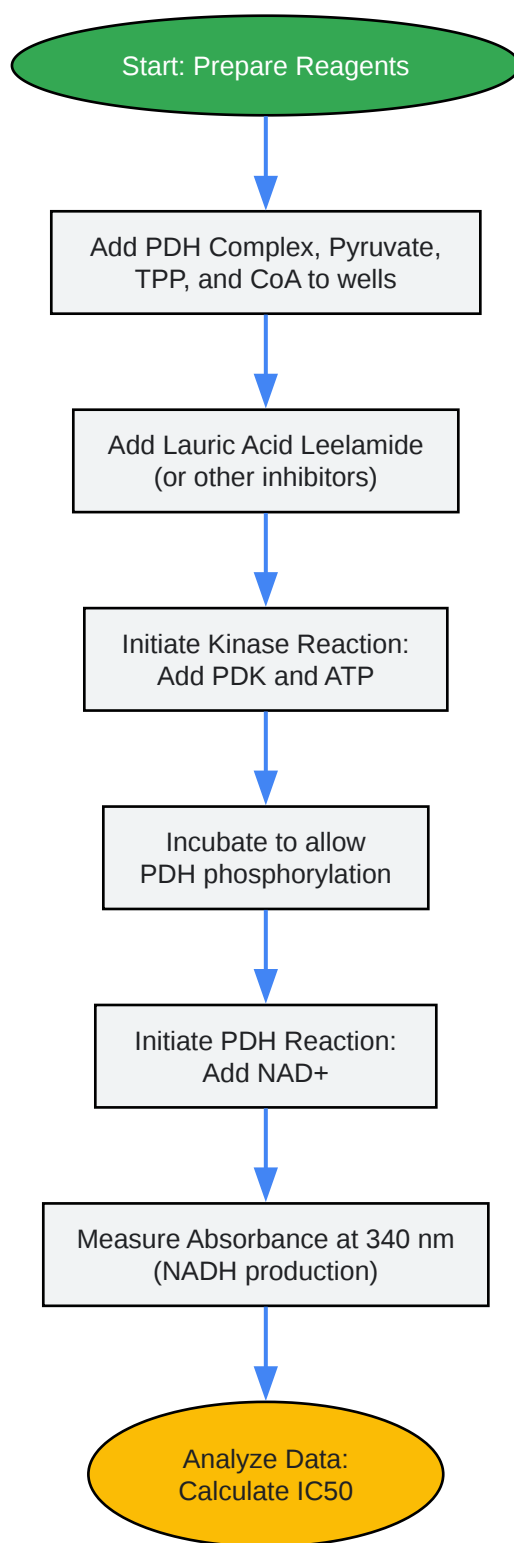 Start: Prepare Reagents
Add PDH Complex, Pyruvate,
TPP, and CoA to wells
Add Lauric Acid Leelamide
(or other inhibitors)
Initiate Kinase Reaction:
Add PDK and ATP
Incubate to allow
PDH phosphorylation
Initiate PDH Reaction:
Add NAD+
Measure Absorbance at 340 nm
(NADH production)
Analyze Data:
Calculate IC50